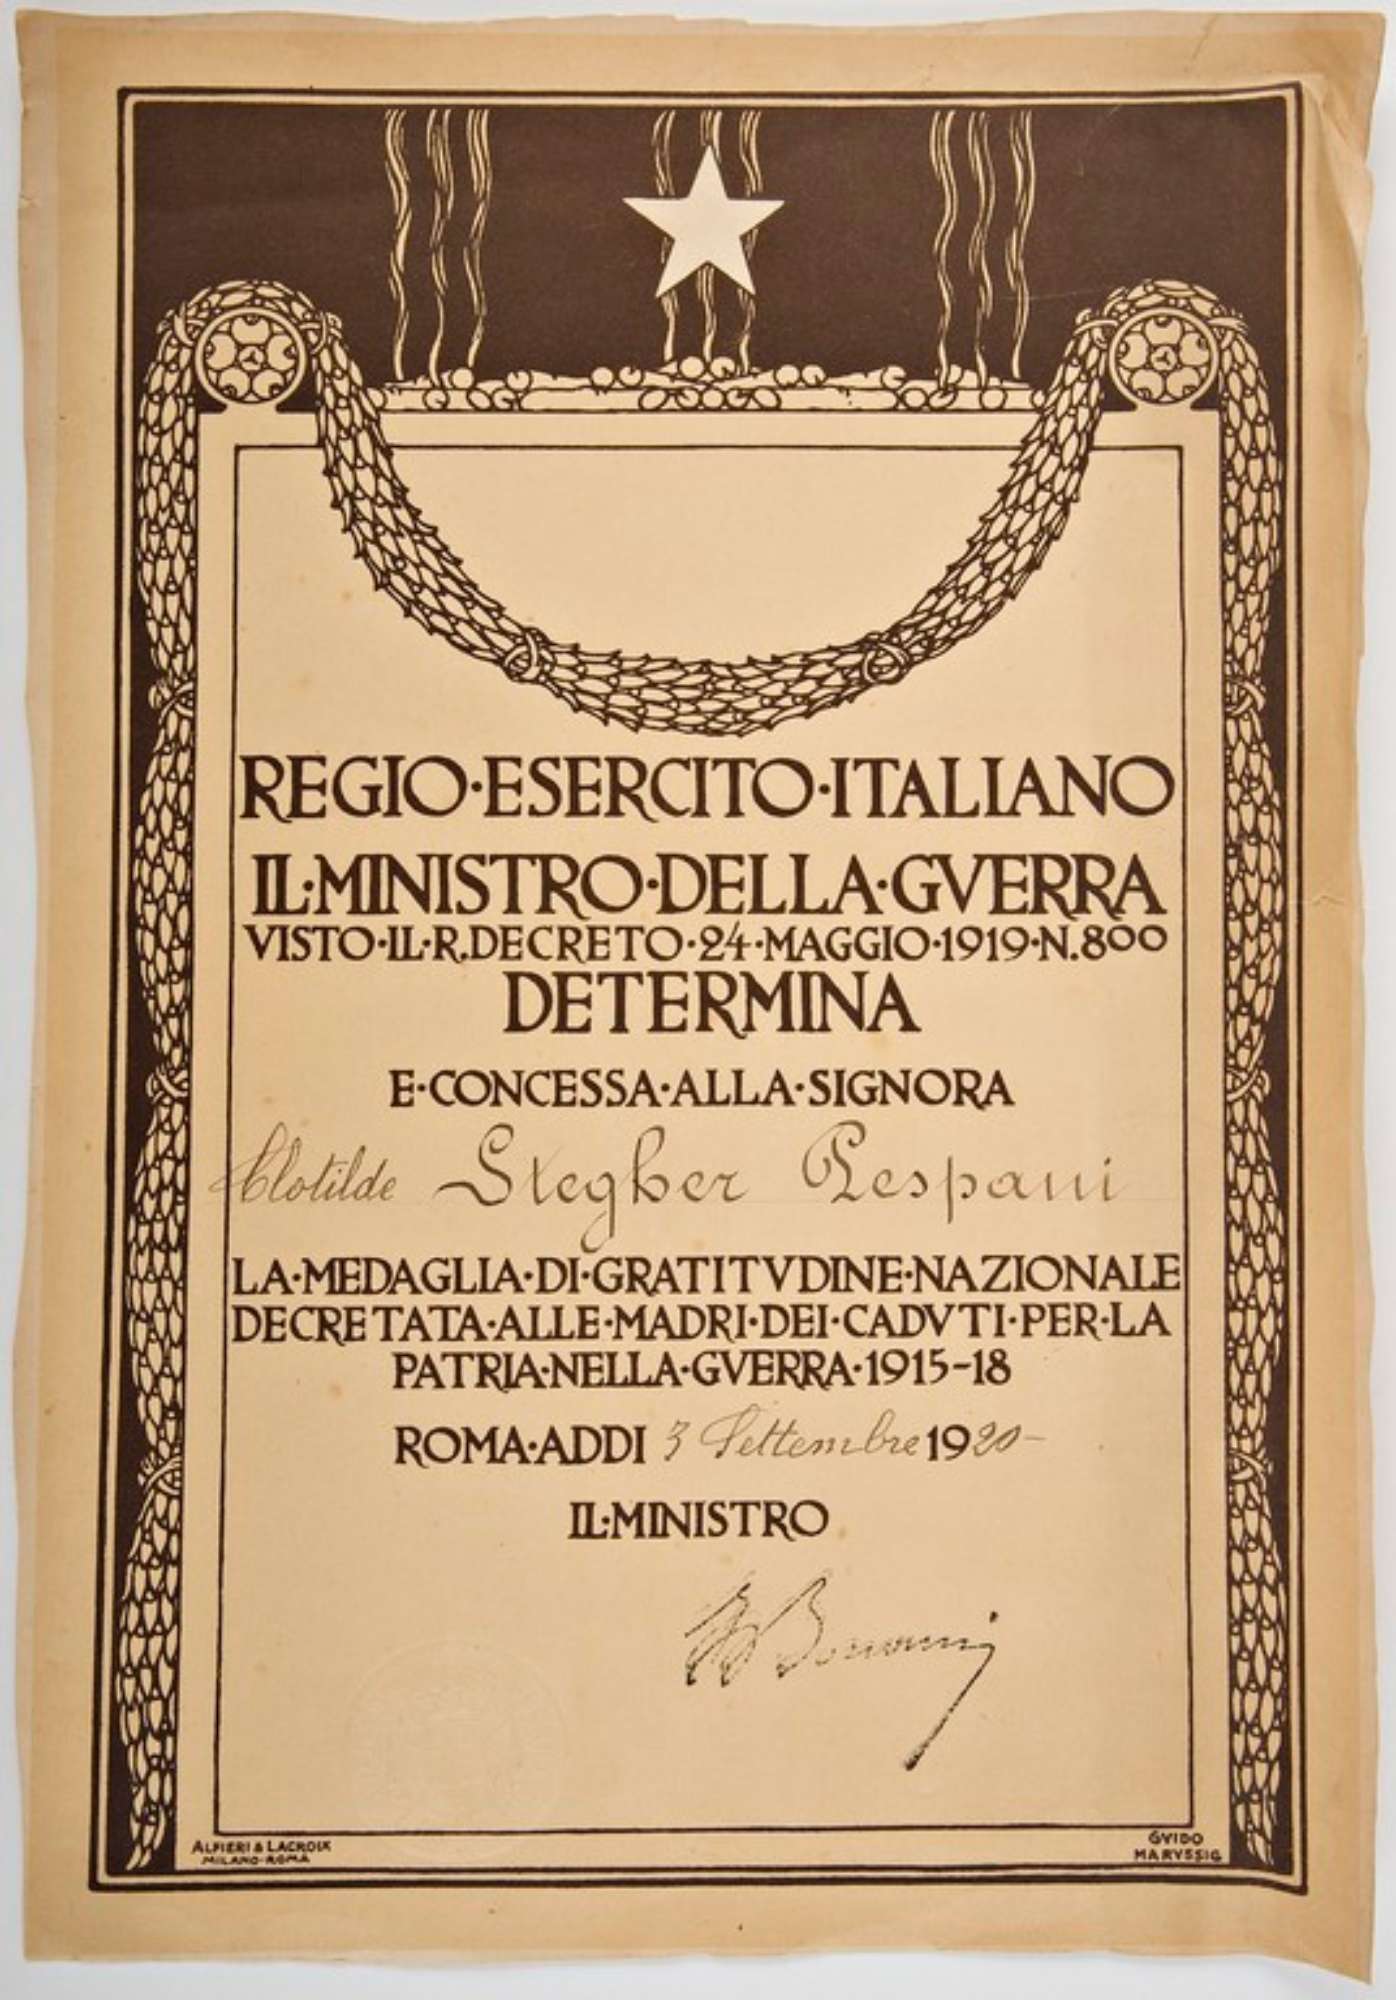 REGIO·ESERCITO·ITALIANO
IL·MINISTRO·DELLA·GVERRA
VISTO·IL·R.DECRETO·24·MAGGIO·1919·N.800
DETERMINA
E·CONCESSA·ALLA·SIGNORA
Clotilde Stegher Pespani
LA·MEDAGLIA·DI·GRATITVDINE·NAZIONALE
DECRETATA·ALLE·MADRI·DEI·CADVTI·PER·LA
PATRIA·NELLA·GVERRA·1915-18
ROMA·ADDI 3 Settembre 1920-
IL·MINISTRO
ALFIERI & LACROIX
MILANO-ROMA
GVIDO
MARVSSIG